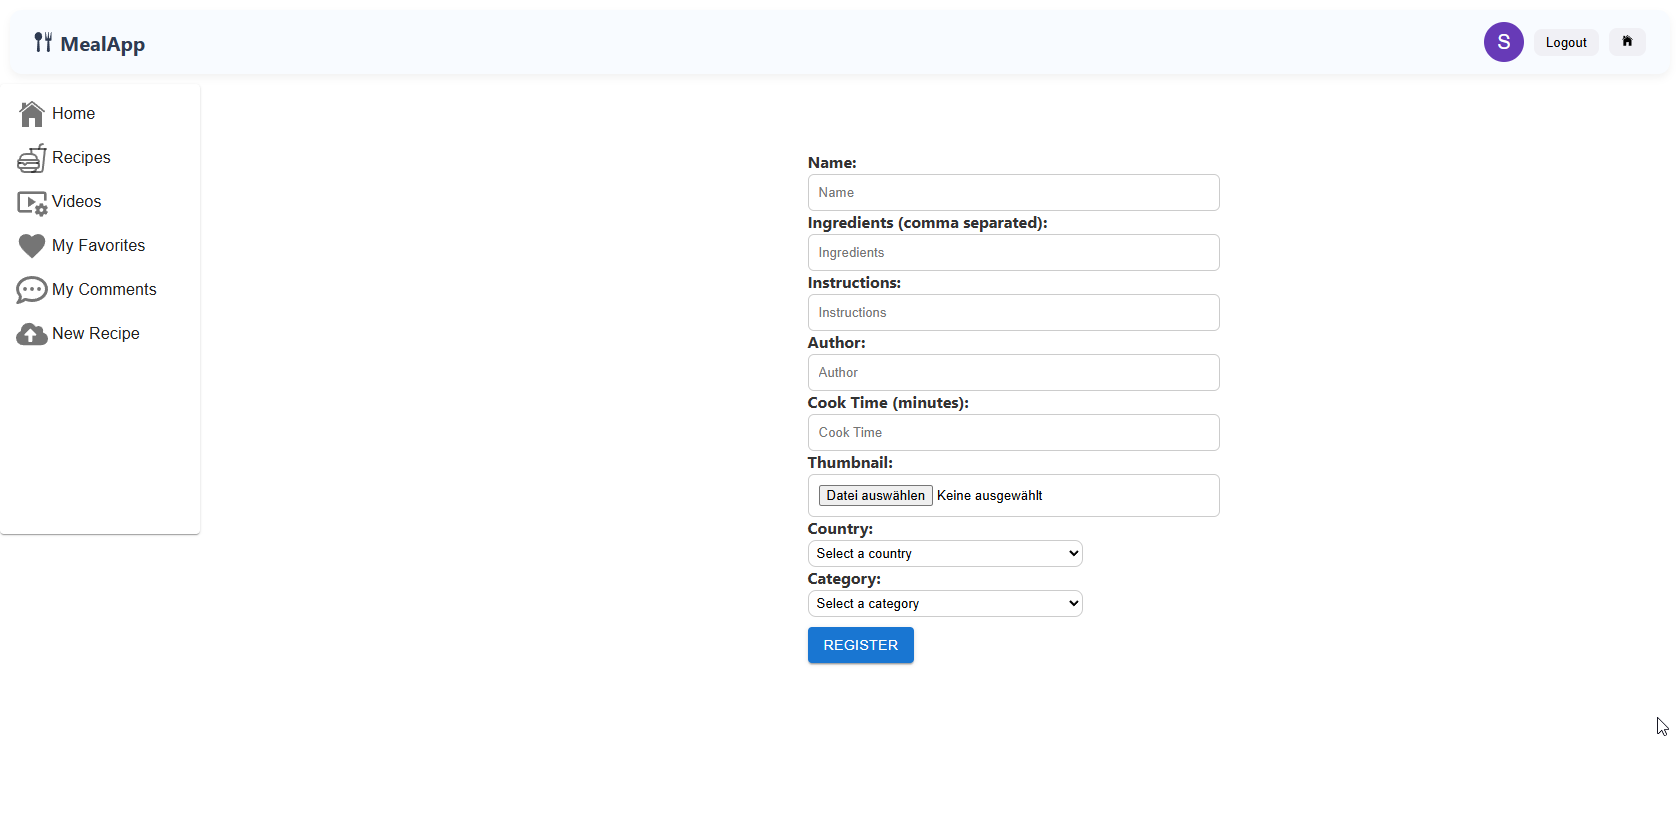 MealApp
S
Logout
Home
Recipes
Videos
My Favorites
My Comments
New Recipe
Name:
Name
Ingredients (comma separated):
Ingredients
Instructions:
Instructions
Author:
Author
Cook Time (minutes):
Cook Time
Thumbnail:
Datei auswählen Keine ausgewählt
Country:
Select a country
Category:
Select a category
REGISTER